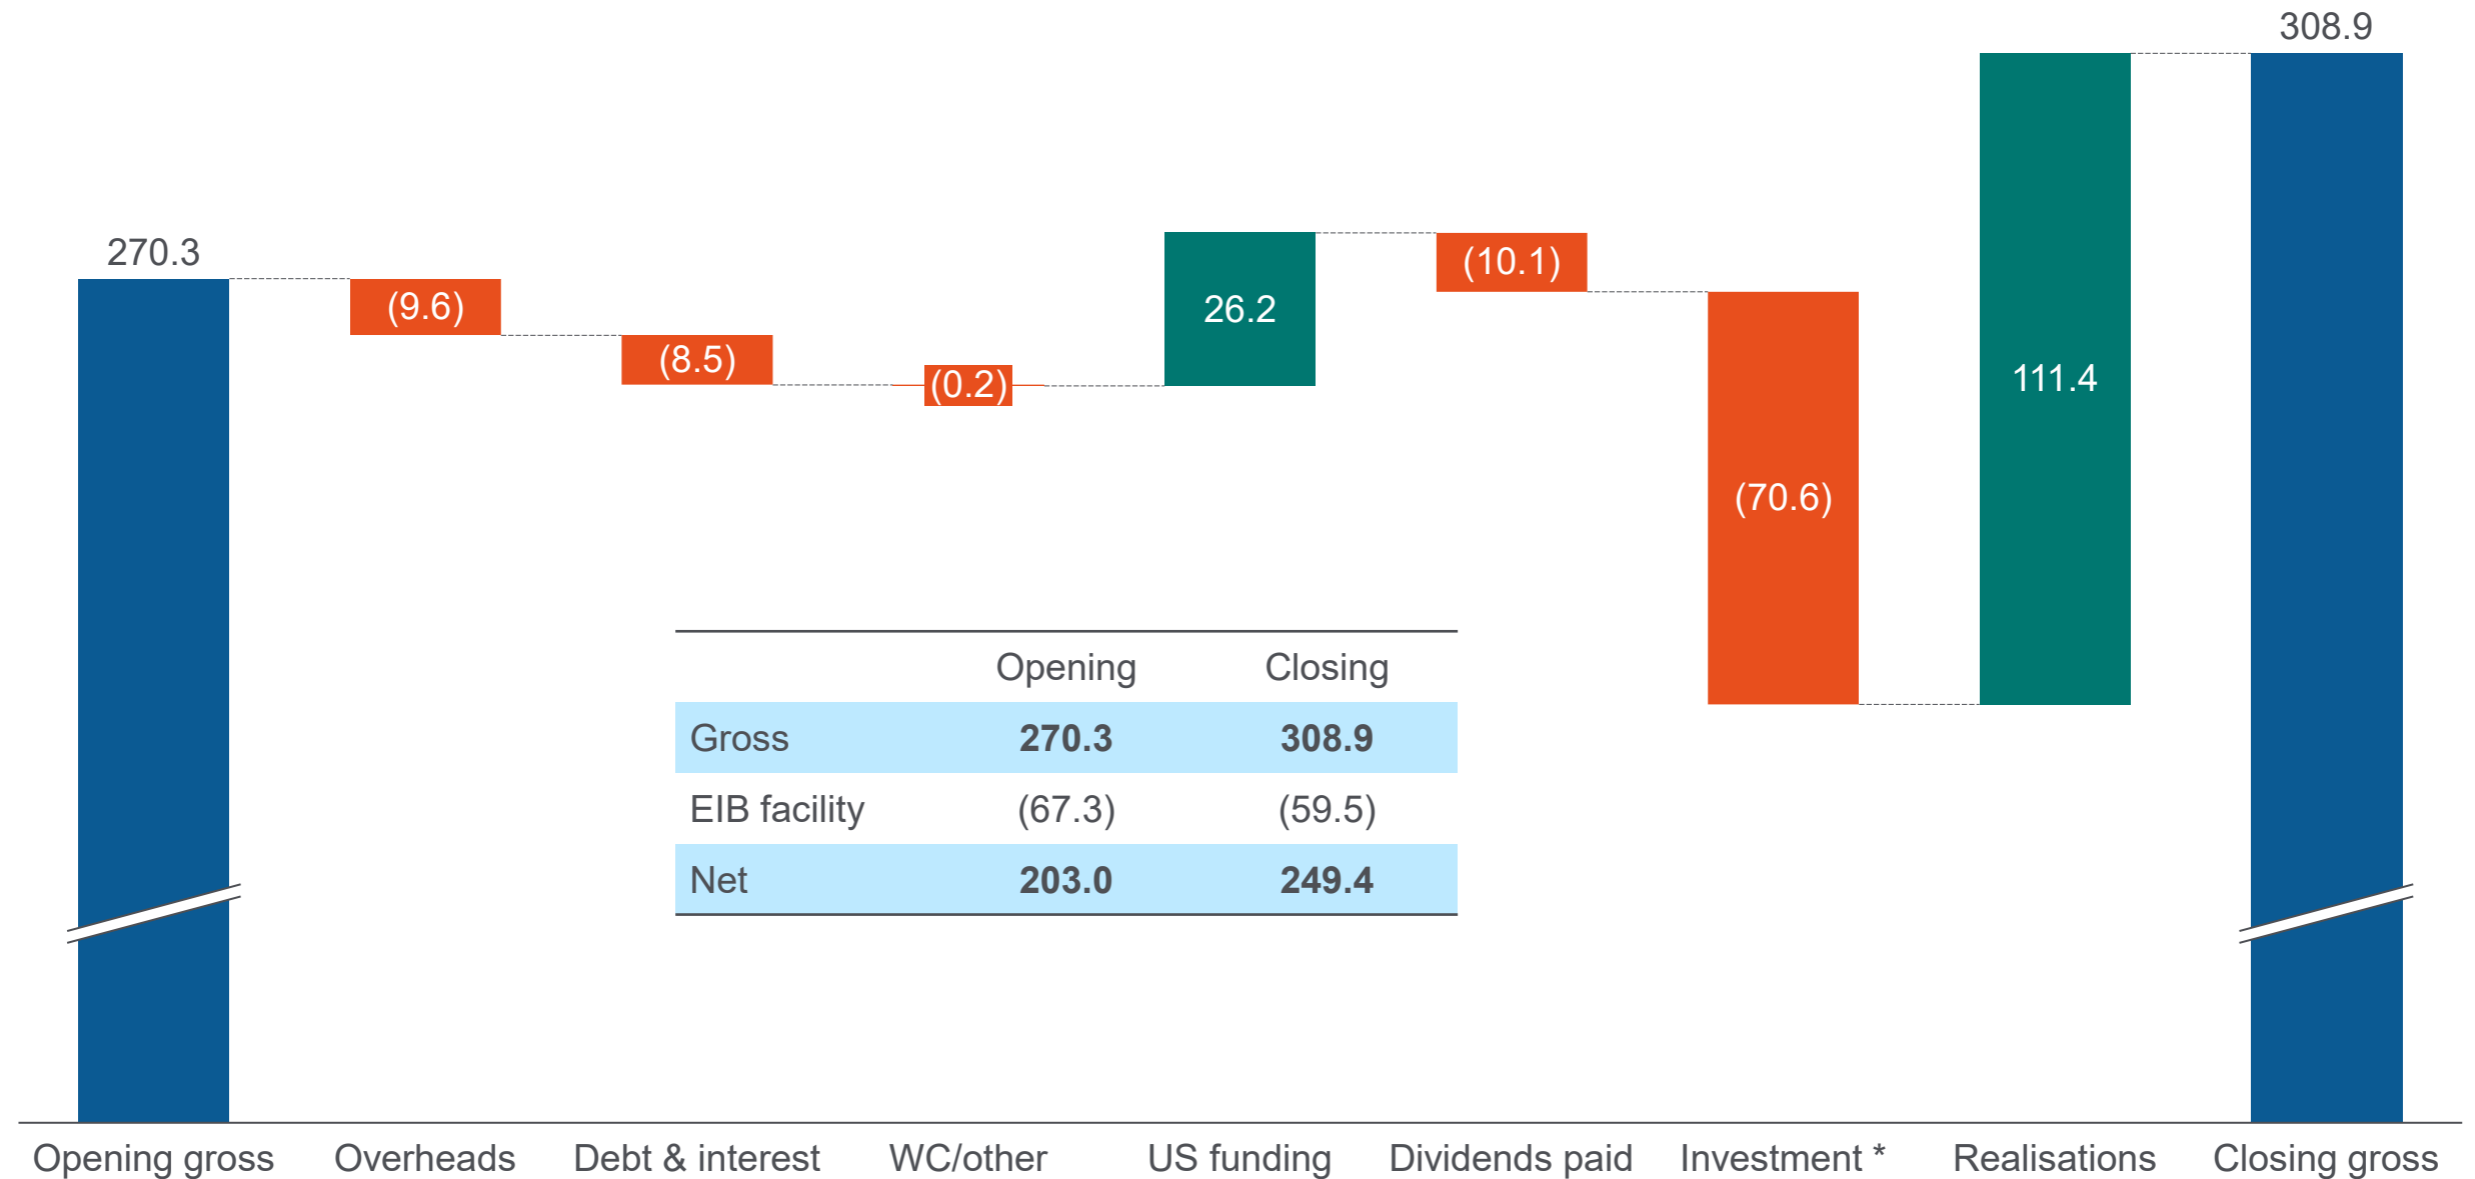 308.9
270.3
(9.6)
(8.5)
(0.2)
26.2
(10.1)
(70.6)
111.4
Opening Closing
Gross 270.3 308.9
EIB facility (67.3) (59.5)
Net 203.0 249.4
Opening gross Overheads Debt & interest WC/other US funding Dividends paid Investment * Realisations Closing gross